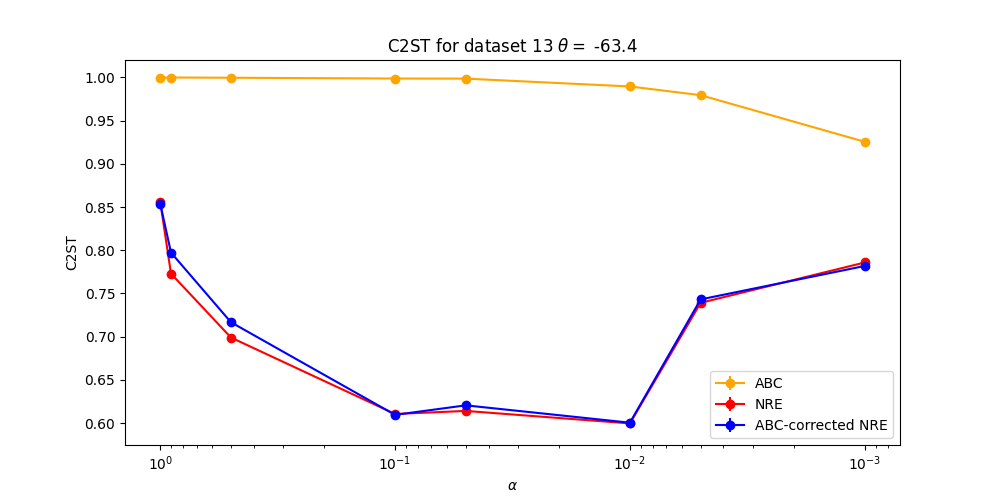 C2ST for dataset 13 θ = -63.4
1.00
0.95
0.90
0.85
0.80
0.75
0.70
0.65
0.60
C2ST
ABC
NRE
ABC-corrected NRE
10⁰ 10⁻¹ 10⁻² 10⁻³
α